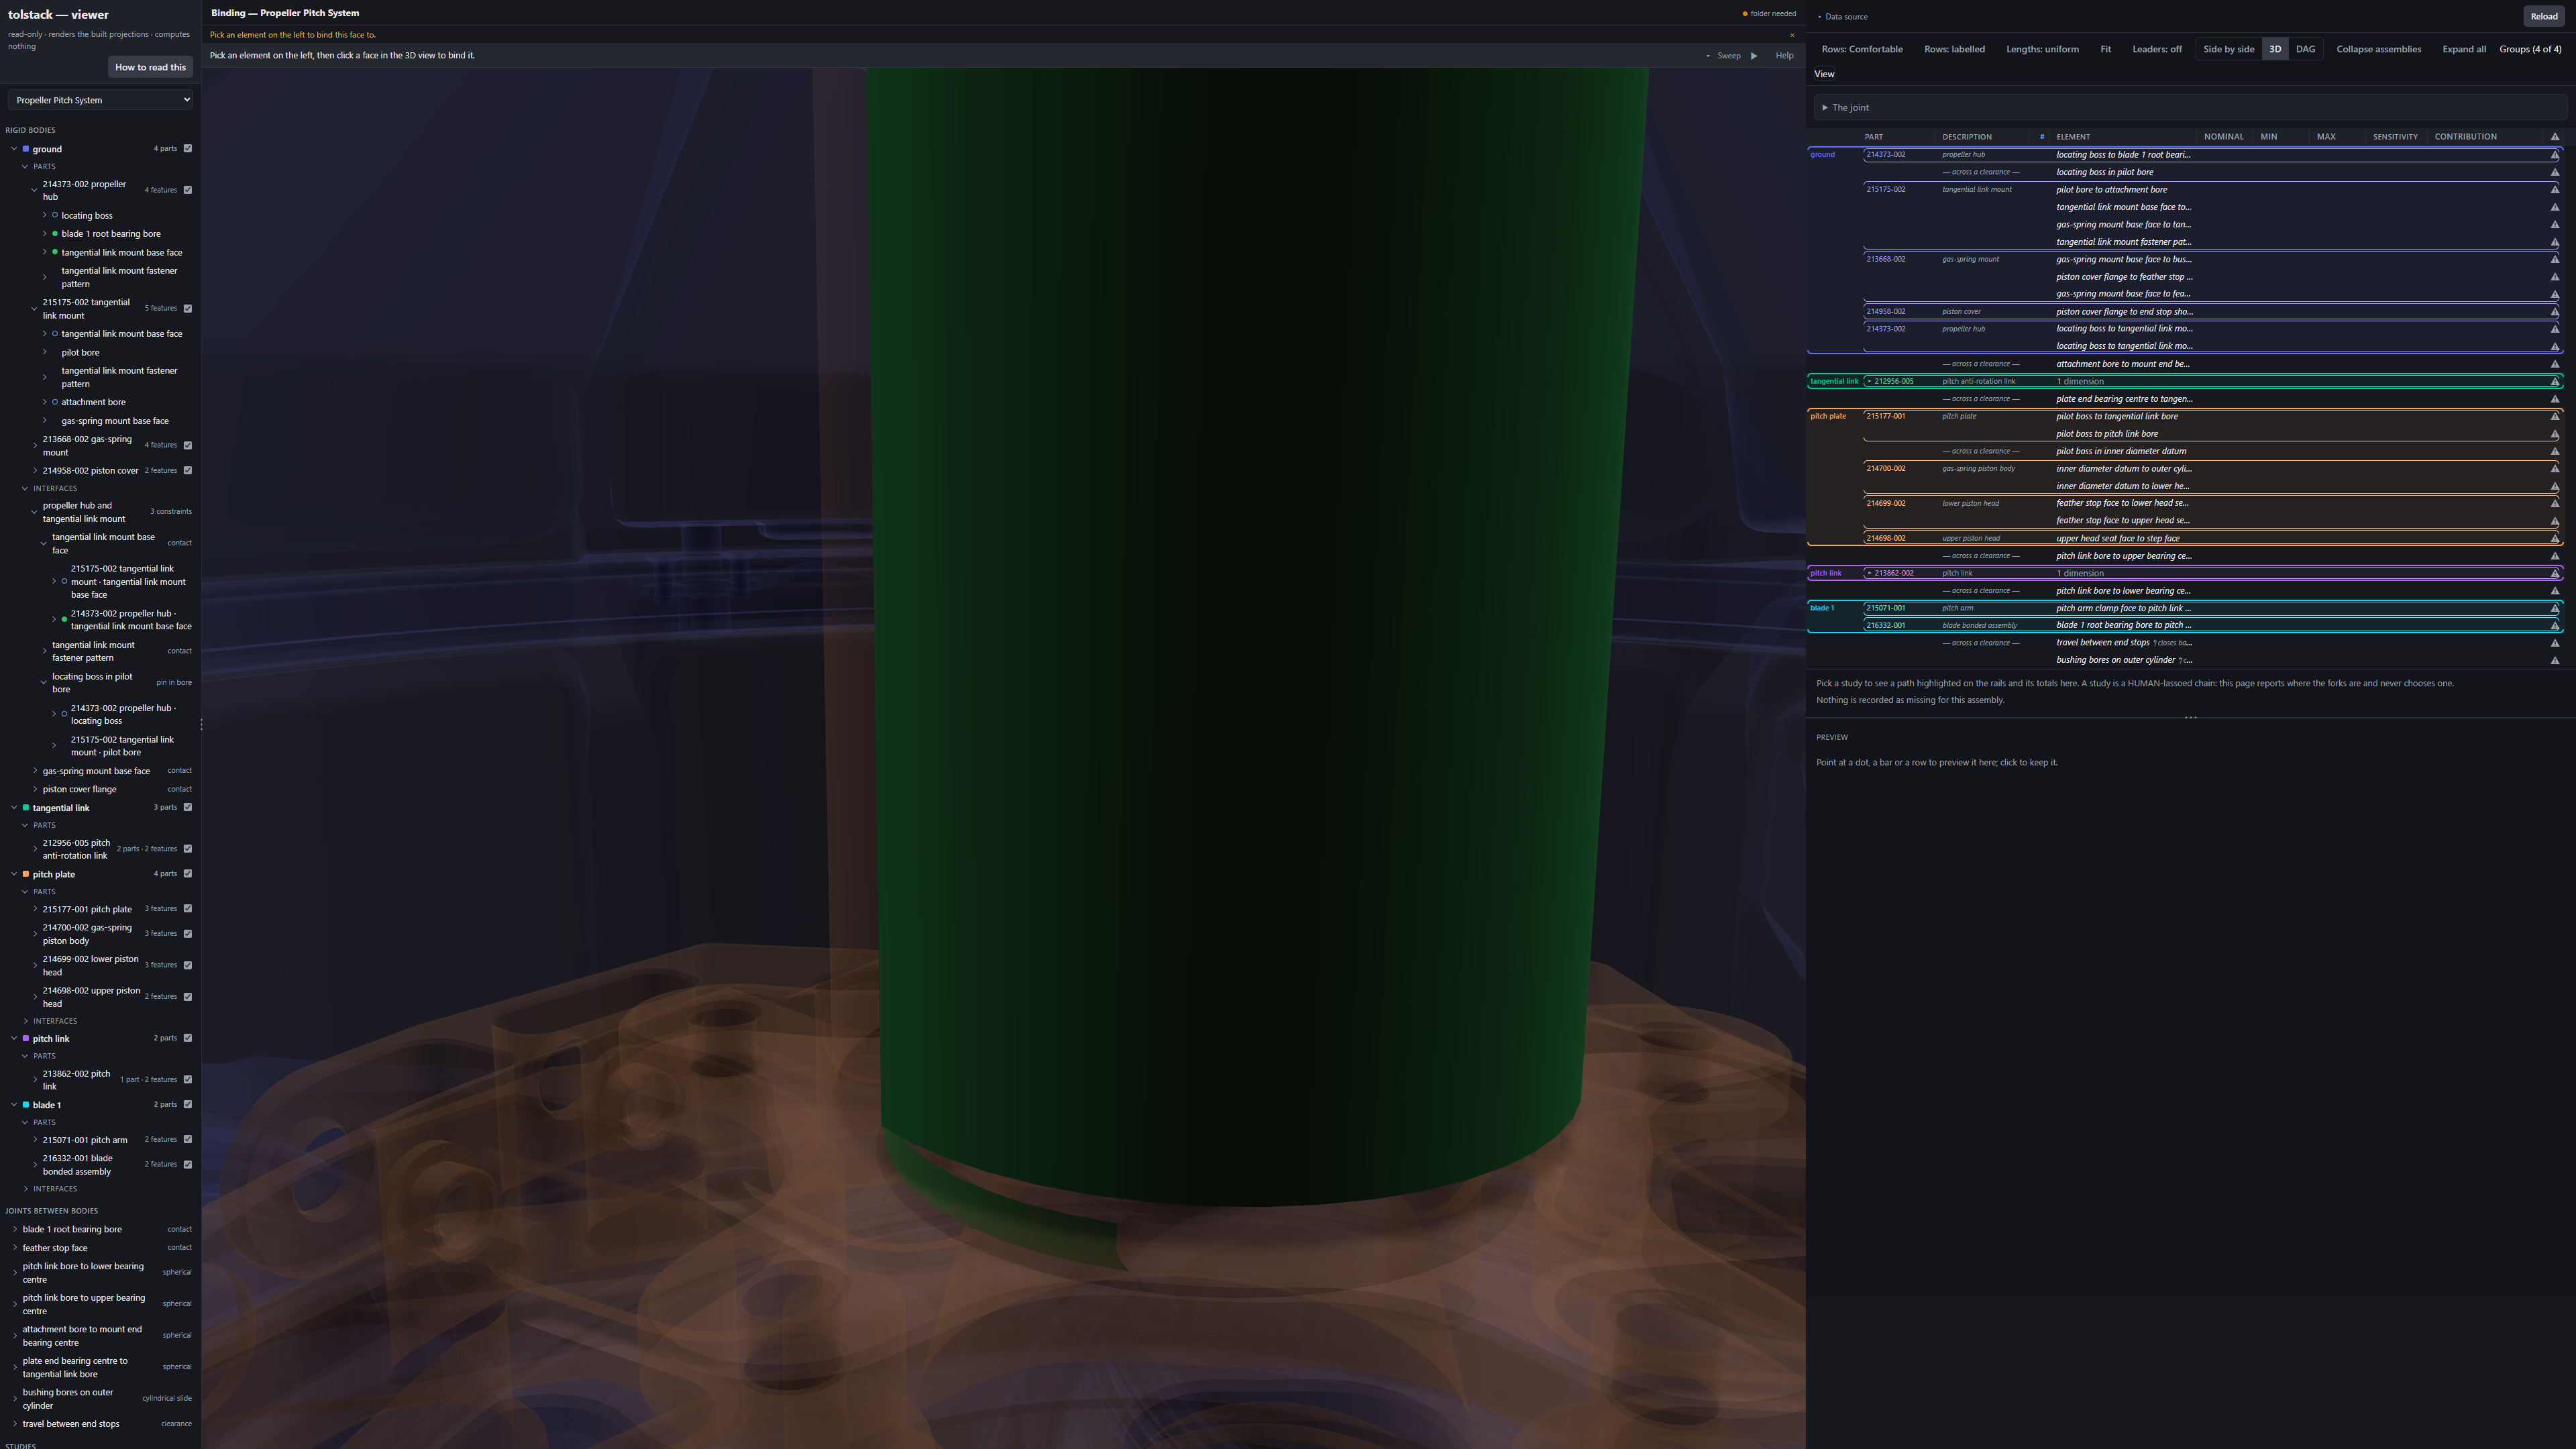 tolstack — viewer
read-only · renders the built projections · computes
nothing
How to read this
Propeller Pitch System
RIGID BODIES
ground 4 parts
PARTS
214373-002 propeller
hub
4 features
locating boss
blade 1 root bearing bore
tangential link mount base face
tangential link mount fastener
pattern
215175-002 tangential
link mount
5 features
tangential link mount base face
pilot bore
tangential link mount fastener
pattern
attachment bore
gas-spring mount base face
213668-002 gas-spring
mount
4 features
214958-002 piston cover 2 features
INTERFACES
propeller hub and
tangential link mount
3 constraints
tangential link mount base
face
contact
215175-002 tangential link
mount · tangential link mount
base face
214373-002 propeller hub ·
tangential link mount base face
tangential link mount
fastener pattern
contact
locating boss in pilot
bore
pin in bore
214373-002 propeller hub ·
locating boss
215175-002 tangential link
mount · pilot bore
gas-spring mount base face contact
piston cover flange contact
tangential link 3 parts
PARTS
212956-005 pitch
anti-rotation link
2 parts · 2 features
pitch plate 4 parts
PARTS
215177-001 pitch plate 3 features
214700-002 gas-spring
piston body
3 features
214699-002 lower piston
head
3 features
214698-002 upper piston
head
2 features
INTERFACES
pitch link 2 parts
PARTS
213862-002 pitch
link
1 part · 2 features
blade 1 2 parts
PARTS
215071-001 pitch arm 2 features
216332-001 blade
bonded assembly
2 features
INTERFACES
JOINTS BETWEEN BODIES
blade 1 root bearing bore contact
feather stop face contact
pitch link bore to lower bearing
centre
spherical
pitch link bore to upper bearing
centre
spherical
attachment bore to mount end
bearing centre
spherical
plate end bearing centre to
tangential link bore
spherical
bushing bores on outer
cylinder
cylindrical slide
travel between end stops clearance
STUDIES
Binding — Propeller Pitch System
folder needed
Pick an element on the left to bind this face to.
×
Pick an element on the left, then click a face in the 3D view to bind it.
Sweep ▶ Help
Data source
Reload
Rows: Comfortable Rows: labelled Lengths: uniform Fit Leaders: off Side by side 3D DAG Collapse assemblies Expand all Groups (4 of 4)
View
▶ The joint
PART DESCRIPTION # ELEMENT NOMINAL MIN MAX SENSITIVITY CONTRIBUTION
ground 214373-002 propeller hub locating boss to blade 1 root beari...
— across a clearance — locating boss in pilot bore
215175-002 tangential link mount pilot bore to attachment bore
tangential link mount base face to...
gas-spring mount base face to tan...
tangential link mount fastener pat...
213668-002 gas-spring mount gas-spring mount base face to bus...
piston cover flange to feather stop ...
gas-spring mount base face to fea...
214958-002 piston cover piston cover flange to end stop sho...
214373-002 propeller hub locating boss to tangential link mo...
locating boss to tangential link mo...
— across a clearance — attachment bore to mount end be...
tangential link 212956-005 pitch anti-rotation link 1 dimension
— across a clearance — plate end bearing centre to tangen...
pitch plate 215177-001 pitch plate pilot boss to tangential link bore
pilot boss to pitch link bore
— across a clearance — pilot boss in inner diameter datum
214700-002 gas-spring piston body inner diameter datum to outer cyli...
inner diameter datum to lower he...
214699-002 lower piston head feather stop face to lower head se...
feather stop face to upper head se...
214698-002 upper piston head upper head seat face to step face
— across a clearance — pitch link bore to upper bearing ce...
pitch link 213862-002 pitch link 1 dimension
— across a clearance — pitch link bore to lower bearing ce...
blade 1 215071-001 pitch arm pitch arm clamp face to pitch link ...
216332-001 blade bonded assembly blade 1 root bearing bore to pitch ...
— across a clearance — travel between end stops closes ba...
bushing bores on outer cylinder c...
Pick a study to see a path highlighted on the rails and its totals here. A study is a HUMAN-lassoed chain: this page reports where the forks are and never chooses one.
Nothing is recorded as missing for this assembly.
PREVIEW
Point at a dot, a bar or a row to preview it here; click to keep it.